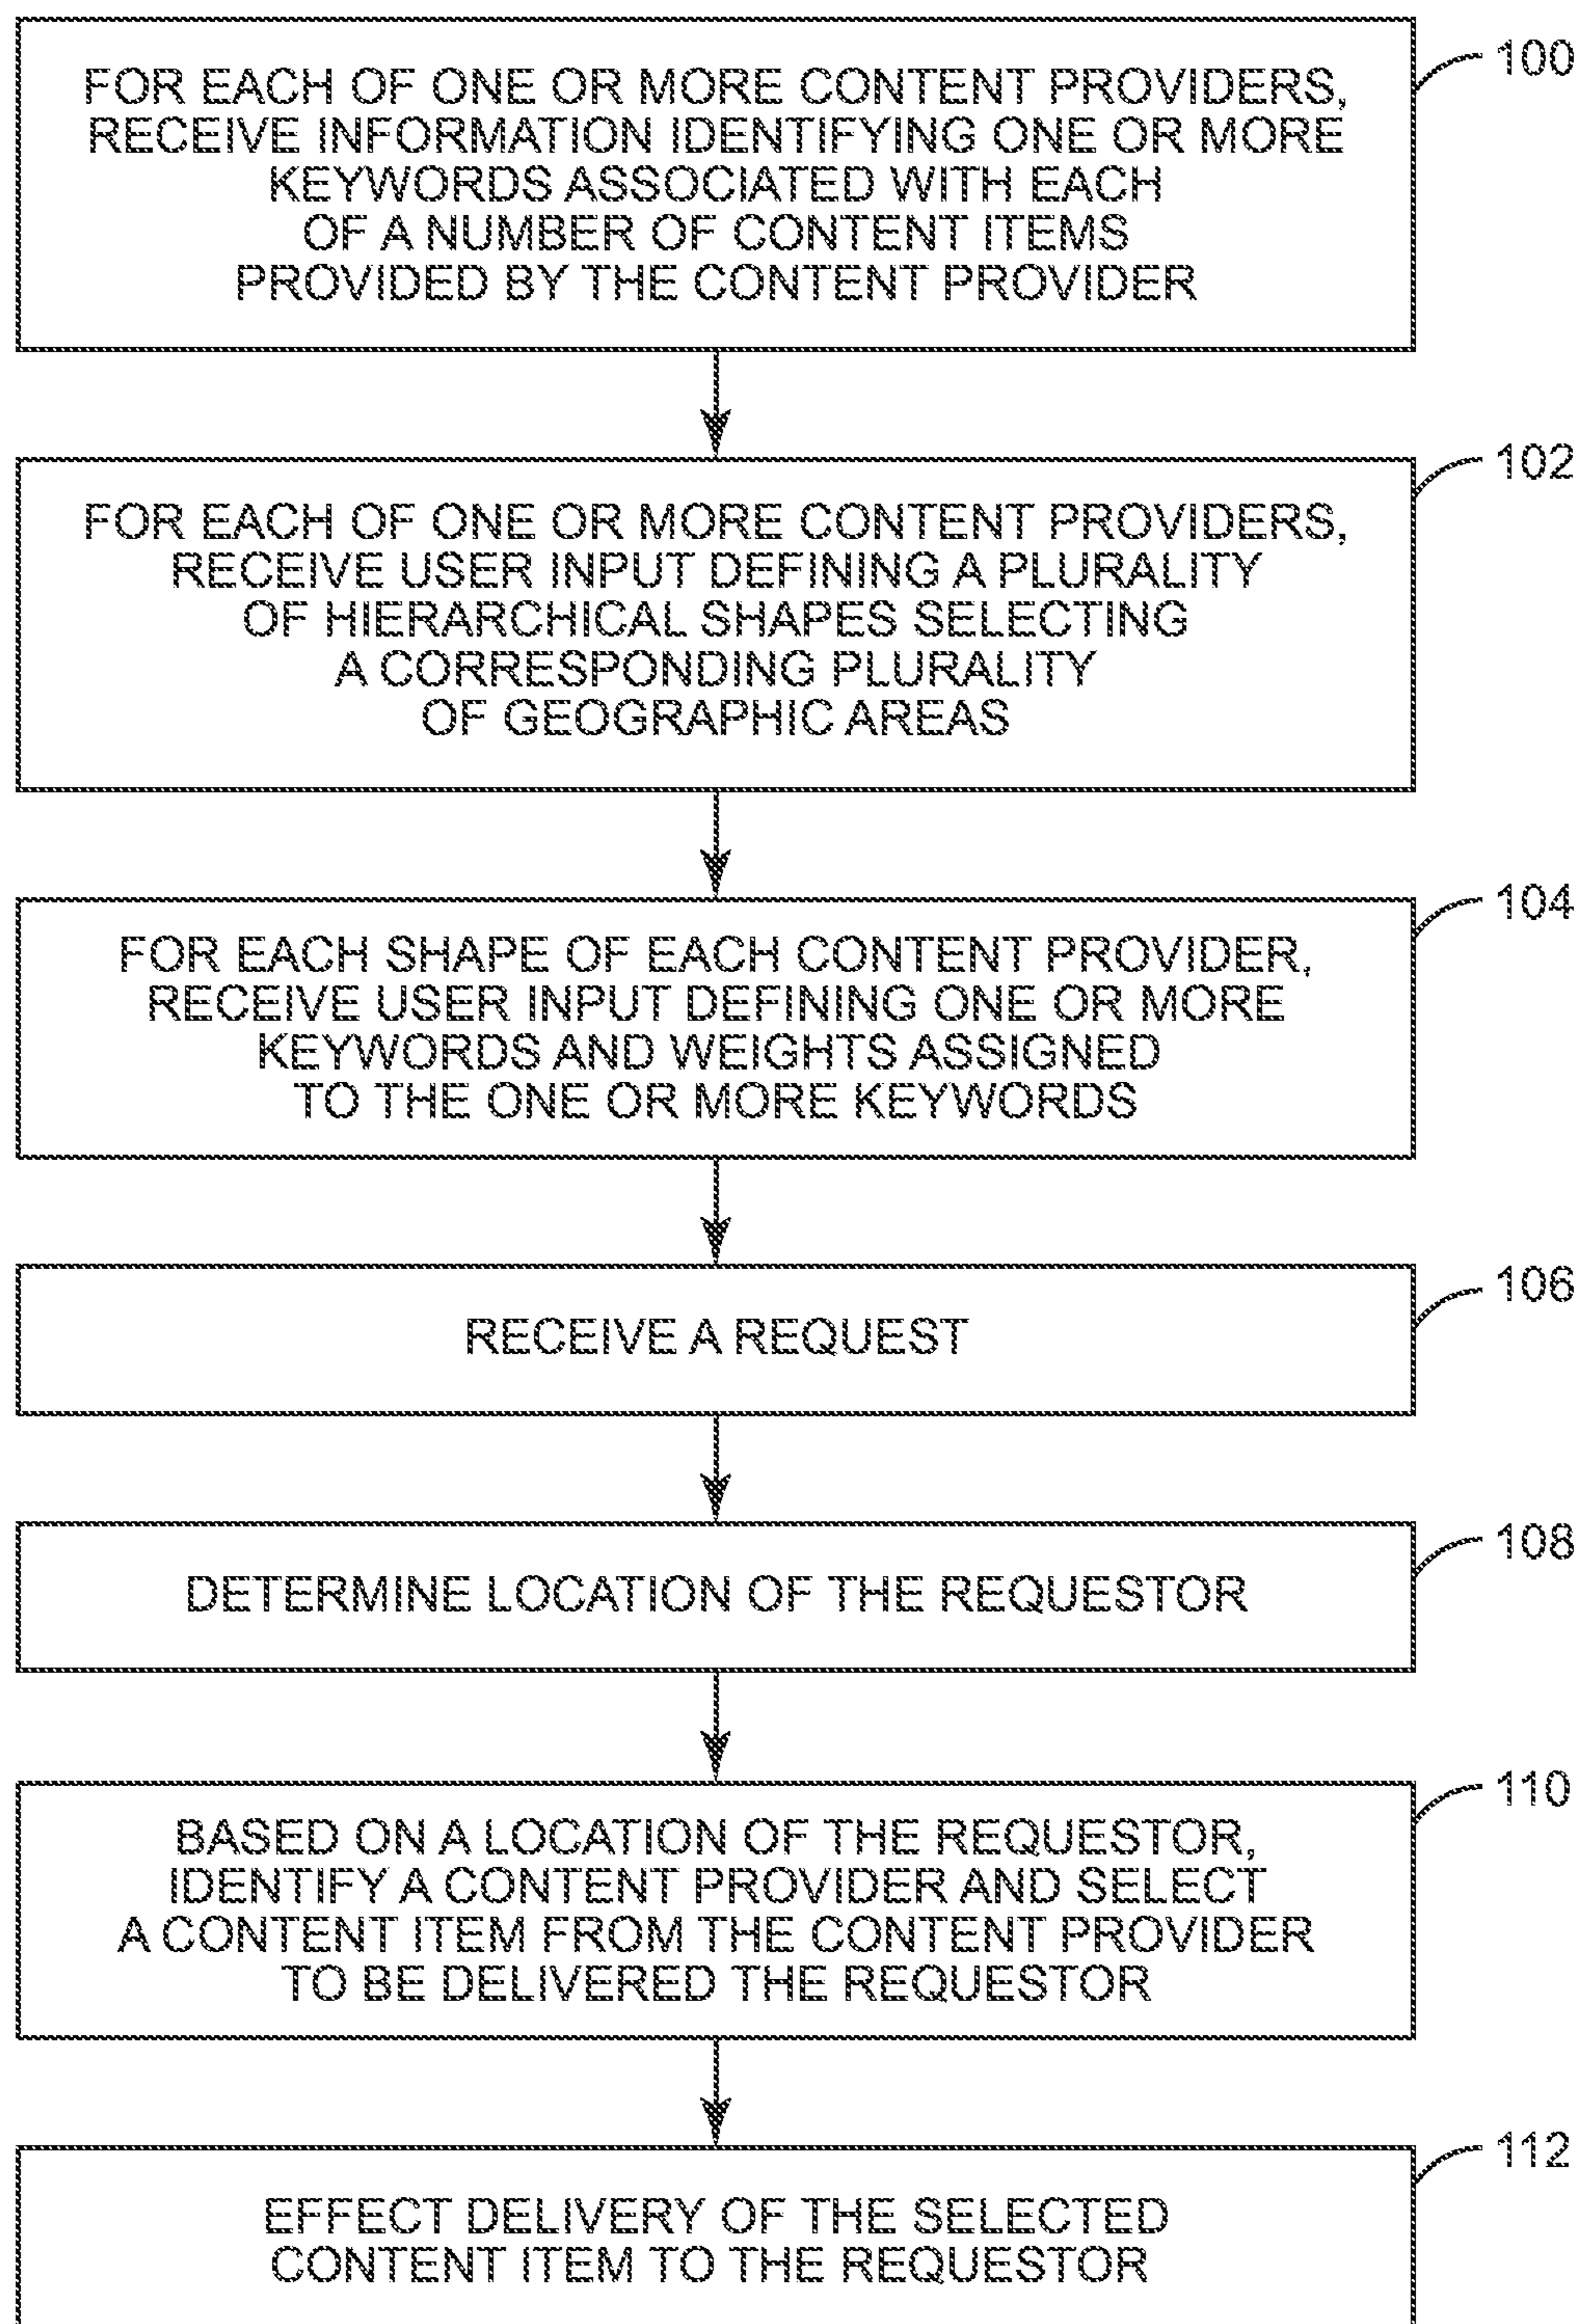 FOR EACH OF ONE OR MORE CONTENT PROVIDERS,
RECEIVE INFORMATION IDENTIFYING ONE OR MORE
KEYWORDS ASSOCIATED WITH EACH
OF A NUMBER OF CONTENT ITEMS
PROVIDED BY THE CONTENT PROVIDER
100
FOR EACH OF ONE OR MORE CONTENT PROVIDERS,
RECEIVE USER INPUT DEFINING A PLURALITY
OF HIERARCHICAL SHAPES SELECTING
A CORRESPONDING PLURALITY
OF GEOGRAPHIC AREAS
102
FOR EACH SHAPE OF EACH CONTENT PROVIDER,
RECEIVE USER INPUT DEFINING ONE OR MORE
KEYWORDS AND WEIGHTS ASSIGNED
TO THE ONE OR MORE KEYWORDS
104
RECEIVE A REQUEST
106
DETERMINE LOCATION OF THE REQUESTOR
108
BASED ON A LOCATION OF THE REQUESTOR,
IDENTIFY A CONTENT PROVIDER AND SELECT
A CONTENT ITEM FROM THE CONTENT PROVIDER
TO BE DELIVERED THE REQUESTOR
110
EFFECT DELIVERY OF THE SELECTED
CONTENT ITEM TO THE REQUESTOR
112